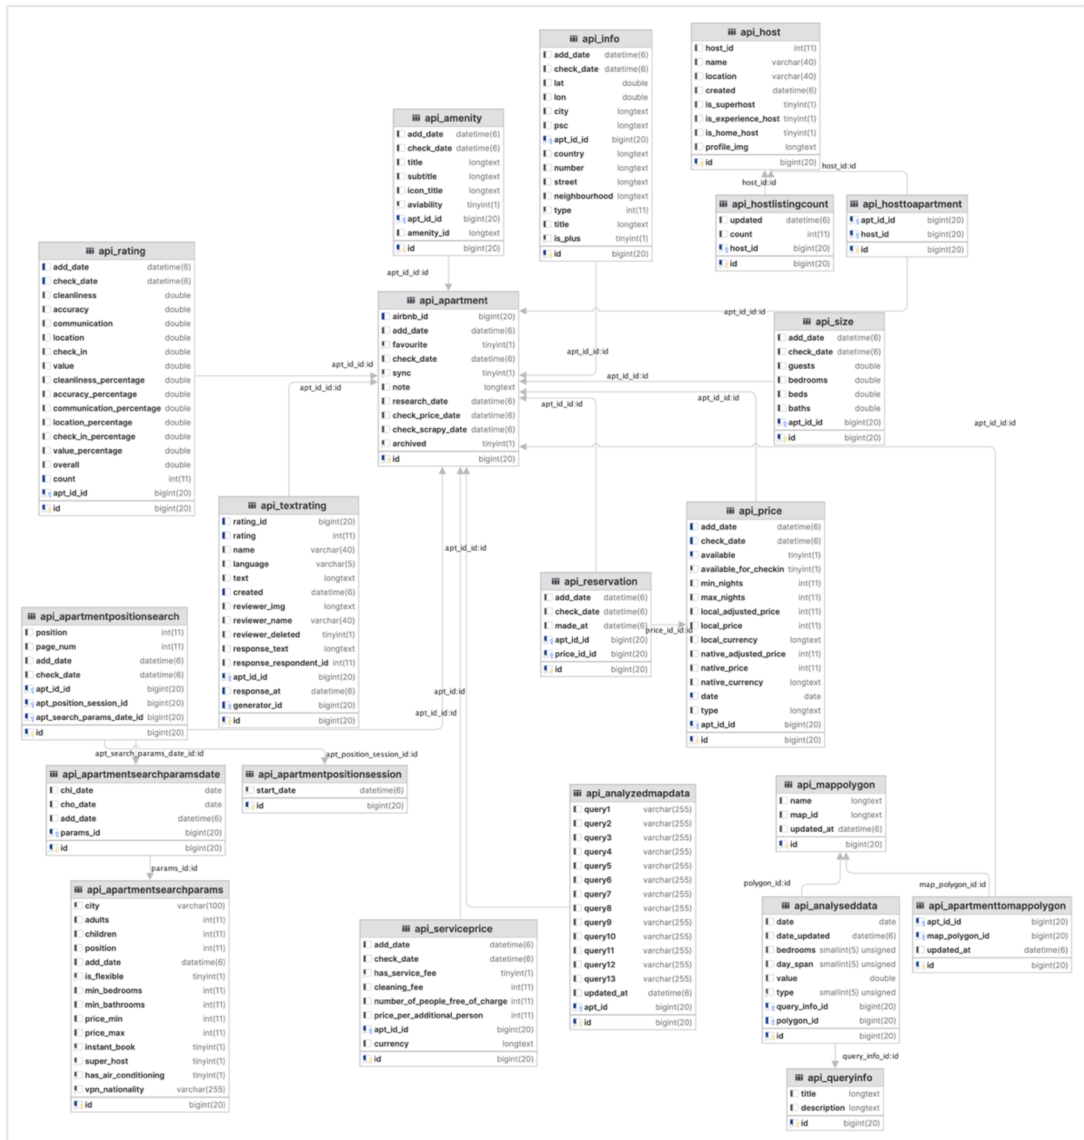 api_info
add_date datetime(6)
check_date datetime(6)
lat double
lon double
city longtext
psc longtext
apt_id_id bigint(20)
country longtext
number longtext
street longtext
neighbourhood longtext
type int(11)
title longtext
is_plus tinyint(1)
id bigint(20)
api_host
host_id int(11)
name varchar(40)
location varchar(40)
created datetime(6)
is_superhost tinyint(1)
is_experience_host tinyint(1)
is_home_host tinyint(1)
profile_img longtext
id bigint(20)
host_id:id
host_id:id
api_amenity
add_date datetime(6)
check_date datetime(6)
title longtext
subtitle longtext
icon_title longtext
aviability tinyint(1)
apt_id_id bigint(20)
amenity_id longtext
id bigint(20)
api_hostlistingcount
updated datetime(6)
count int(11)
host_id bigint(20)
id bigint(20)
api_hosttoapartment
apt_id_id bigint(20)
host_id bigint(20)
id bigint(20)
api_rating
add_date datetime(6)
check_date datetime(6)
cleanliness double
accuracy double
communication double
location double
check_in double
value double
cleanliness_percentage double
accuracy_percentage double
communication_percentage double
location_percentage double
check_in_percentage double
value_percentage double
overall double
count int(11)
apt_id_id bigint(20)
id bigint(20)
apt_id_id:id
api_apartment
airbnb_id bigint(20)
add_date datetime(6)
favourite tinyint(1)
check_date datetime(6)
sync tinyint(1)
note longtext
research_date datetime(6)
check_price_date datetime(6)
check_scrapy_date datetime(6)
archived tinyint(1)
id bigint(20)
apt_id_id:id
apt_id_id:id
apt_id_id:id
apt_id_id:id
apt_id_id:id
apt_id_id:id
apt_id_id:id
apt_id_id:id
api_size
add_date datetime(6)
check_date datetime(6)
guests double
bedrooms double
beds double
baths double
apt_id_id bigint(20)
id bigint(20)
apt_id_id:id
api_textrating
rating_id bigint(20)
rating int(11)
name varchar(40)
language varchar(5)
text longtext
created datetime(6)
reviewer_img longtext
reviewer_name varchar(40)
reviewer_deleted tinyint(1)
response_text longtext
response_respondent_id int(11)
apt_id_id bigint(20)
response_at datetime(6)
generator_id bigint(20)
id bigint(20)
api_price
add_date datetime(6)
check_date datetime(6)
available tinyint(1)
available_for_checkin tinyint(1)
min_nights int(11)
max_nights int(11)
local_adjusted_price int(11)
local_price int(11)
local_currency longtext
native_adjusted_price int(11)
native_price int(11)
native_currency longtext
date date
type longtext
apt_id_id bigint(20)
id bigint(20)
api_reservation
add_date datetime(6)
check_date datetime(6)
made_at datetime(6)
apt_id_id bigint(20)
price_id_id bigint(20)
id bigint(20)
price_id_id:id
api_apartmentpositionsearch
position int(11)
page_num int(11)
add_date datetime(6)
check_date datetime(6)
apt_id_id bigint(20)
apt_position_session_id bigint(20)
apt_search_params_date_id bigint(20)
id bigint(20)
apt_id:id
apt_id_id:id
apt_search_params_date_id:id
apt_position_session_id:id
api_apartmentsearchparamsdate
chi_date date
cho_date date
add_date datetime(6)
params_id bigint(20)
id bigint(20)
params_id:id
api_apartmentpositionsession
start_date datetime(6)
id bigint(20)
api_analyzedmapdata
query1 varchar(255)
query2 varchar(255)
query3 varchar(255)
query4 varchar(255)
query5 varchar(255)
query6 varchar(255)
query7 varchar(255)
query8 varchar(255)
query9 varchar(255)
query10 varchar(255)
query11 varchar(255)
query12 varchar(255)
query13 varchar(255)
updated_at datetime(6)
apt_id bigint(20)
id bigint(20)
api_mappolygon
name longtext
map_id longtext
updated_at datetime(6)
id bigint(20)
polygon_id:id
map_polygon_id:id
api_apartmentsearchparams
city varchar(100)
adults int(11)
children int(11)
position int(11)
add_date datetime(6)
is_flexible tinyint(1)
min_bedrooms int(11)
min_bathrooms int(11)
price_min int(11)
price_max int(11)
instant_book tinyint(1)
super_host tinyint(1)
has_air_conditioning tinyint(1)
vpn_nationality varchar(255)
id bigint(20)
api_serviceprice
add_date datetime(6)
check_date datetime(6)
has_service_fee tinyint(1)
cleaning_fee int(11)
number_of_people_free_of_charge int(11)
price_per_additional_person int(11)
apt_id_id bigint(20)
currency longtext
id bigint(20)
api_analyseddata
date date
date_updated datetime(6)
bedrooms smallint(5) unsigned
day_span smallint(5) unsigned
value double
type smallint(5) unsigned
query_info_id bigint(20)
polygon_id bigint(20)
id bigint(20)
query_info_id:id
api_apartmenttomappolygon
apt_id_id bigint(20)
map_polygon_id bigint(20)
updated_at datetime(6)
id bigint(20)
api_queryinfo
title longtext
description longtext
id bigint(20)